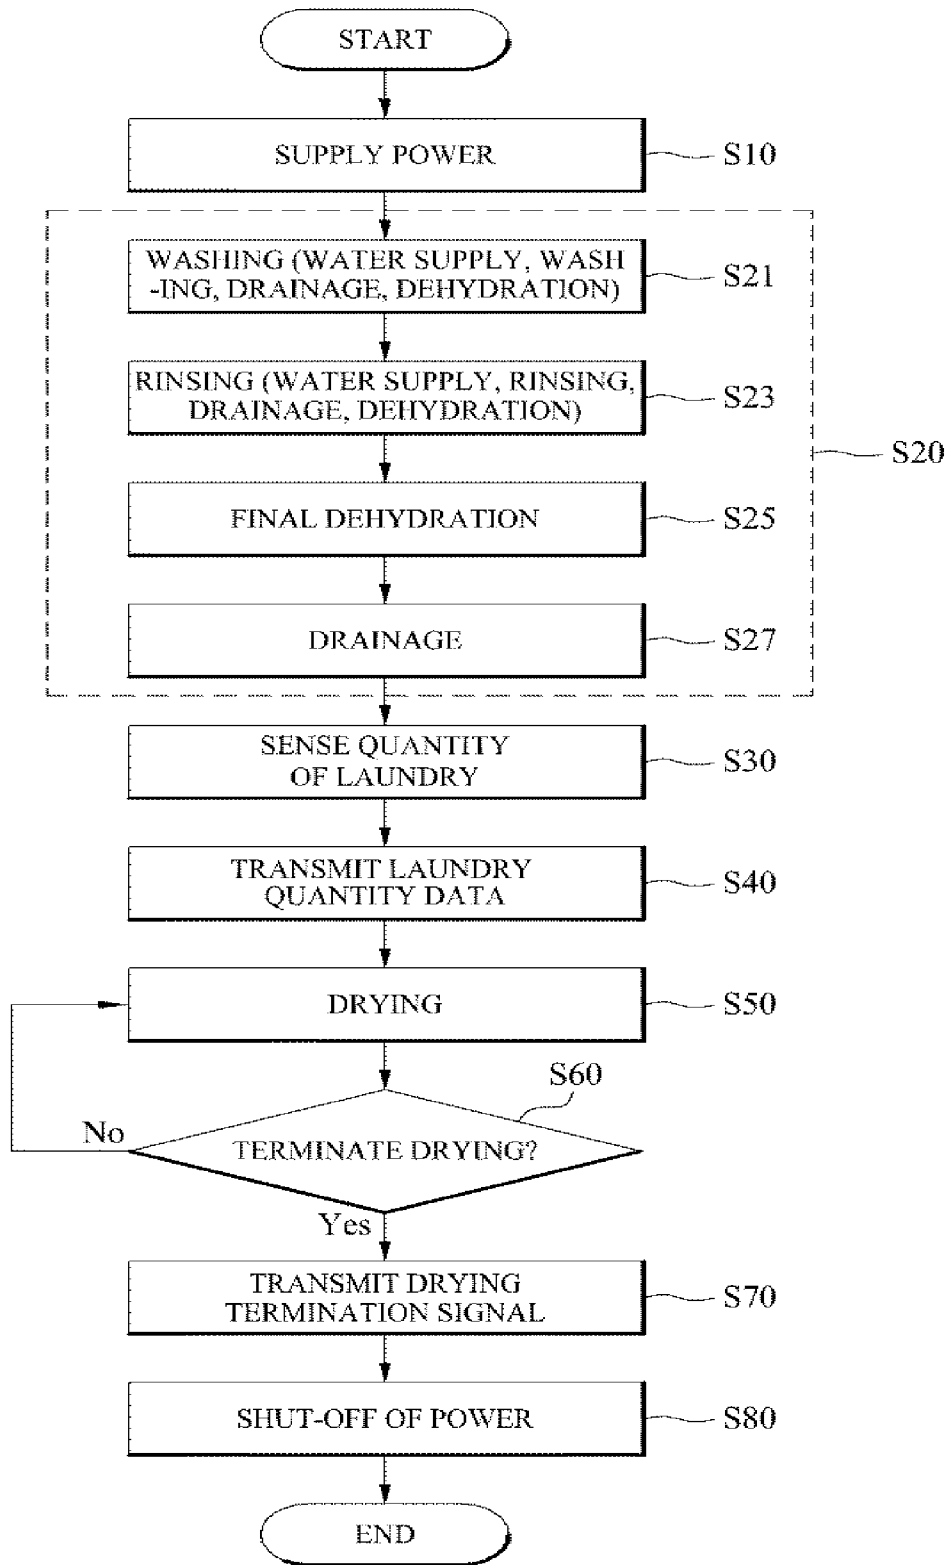 START
SUPPLY POWER
S10
WASHING (WATER SUPPLY, WASH
-ING, DRAINAGE, DEHYDRATION)
S21
RINSING (WATER SUPPLY, RINSING,
DRAINAGE, DEHYDRATION)
S23
S20
FINAL DEHYDRATION
S25
DRAINAGE
S27
SENSE QUANTITY
OF LAUNDRY
S30
TRANSMIT LAUNDRY
QUANTITY DATA
S40
DRYING
S50
S60
TERMINATE DRYING?
No
Yes
TRANSMIT DRYING
TERMINATION SIGNAL
S70
SHUT-OFF OF POWER
S80
END